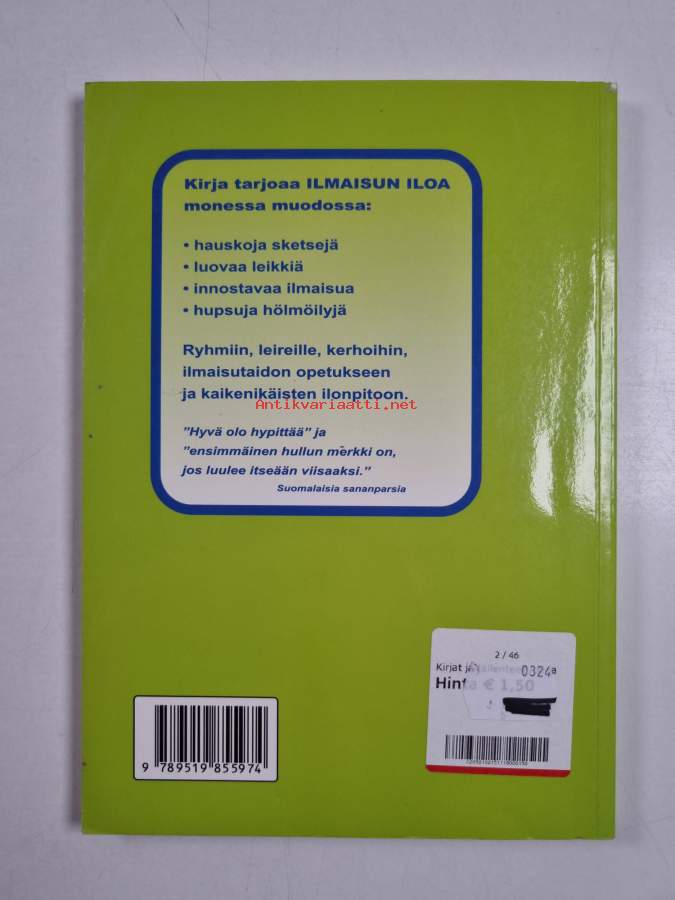 Kirja tarjoaa ILMAISUN ILOA
monessa muodossa:
• hauskoja sketsejä
• luovaa leikkiä
• innostavaa ilmaisua
• hupsuja hölmöilyjä
Ryhmiin, leireille, kerhoihin,
ilmaisutaidon opetukseen
ja kaikenikäisten ilonpitoon.
Antikvariaatti.net
"Hyvä olo hypittää" ja
"ensimmäinen hullun merkki on,
jos luulee itseään viisaaksi."
Suomalaisia sananparsia
2 / 46
Kirjat ja
0324a
Hinta € 1,50
9 789519 855974